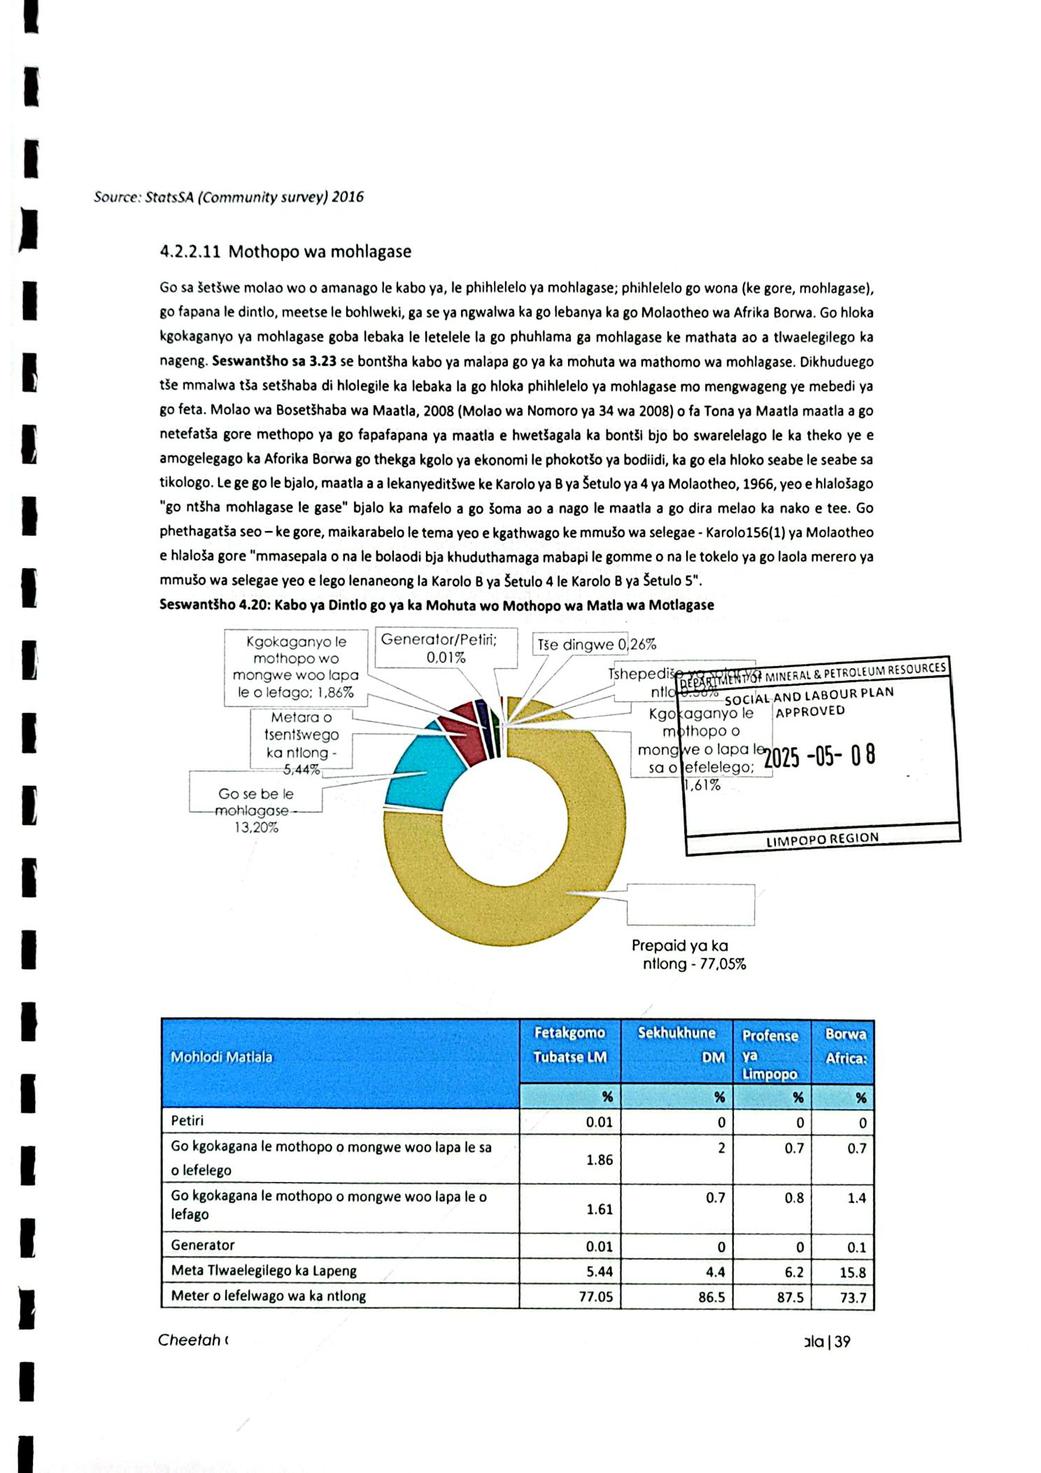 Source: StatsSA (Community survey) 2016
4.2.2.11 Mothopo wa mohlagase
Go sa šetšwe molao wo o amanago le kabo ya, le phihlelelo ya mohlagase; phihlelelo go wona (ke gore, mohlagase),
go fapana le dintlo, meetse le bohlweki, ga se ya ngwalwa ka go lebanya ka go Molaotheo wa Afrika Borwa. Go hloka
kgokaganyo ya mohlagase goba lebaka le letelele la go phuhlama ga mohlagase ke mathata ao a tlwaelegilego ka
nageng. Seswantšho sa 3.23 se bontšha kabo ya malapa go ya ka mohuta wa mathomo wa mohlagase. Dikhuduego
tše mmalwa tša setšhaba di hlolegile ka lebaka la go hloka phihlelelo ya mohlagase mo mengwageng ye mebedi ya
go feta. Molao wa Bosetšhaba wa Maatla, 2008 (Molao wa Nomoro ya 34 wa 2008) o fa Tona ya Maatla maatla a go
netefatša gore methopo ya go fapafapana ya maatla e hwetšagala ka bontši bjo bo swarelelago le ka theko ye e
amogelegago ka Aforika Borwa go thekga kgolo ya ekonomi le phokotšo ya bodiidi, ka go ela hloko seabe le seabe sa
tikologo. Le ge go le bjalo, maatla a a lekanyeditšwe ke Karolo ya B ya Šetulo ya 4 ya Molaotheo, 1966, yeo e hlalošago
"go ntšha mohlagase le gase" bjalo ka mafelo a go šoma ao a nago le maatla a go dira melao ka nako e tee. Go
phethagatša seo – ke gore, maikarabelo le tema yeo e kgathwago ke mmušo wa selegae - Karolo156(1) ya Molaotheo
e hlaloša gore "mmasepala o na le bolaodi bja khuduthamaga mabapi le gomme o na le tokelo ya go laola merero ya
mmušo wa selegae yeo e lego lenaneong la Karolo B ya Šetulo 4 le Karolo B ya Šetulo 5".
Seswantšho 4.20: Kabo ya Dintlo go ya ka Mohuta wo Mothopo wa Matla wa Motlagase
Kgokaganyo le
mothopo wo
mongwe woo lapa
le o lefago; 1,86%
Generator/Petiri;
0,01%
Tše dingwe 0,26%
Metara o
tsentšwego
ka ntlong -
5,44%
Go se be le
mohlagase
13,20%
Kgokaganyo le
mothopo o
mongwe o lapa le
sa o lefelelego;
1,61%
DEPARTMENT OF MINERAL & PETROLEUM RESOURCES
SOCIAL AND LABOUR PLAN
APPROVED
2025 -05- 08
LIMPOPO REGION
Prepaid ya ka
ntlong - 77,05%
Mohlodi Matlala Fetakgomo Tubatse LM Sekhukhune DM Profense ya Limpopo Borwa Africa:
% % % %
Petiri 0.01 0 0 0
Go kgokagana le mothopo o mongwe woo lapa le sa
o lefelego 1.86 2 0.7 0.7
Go kgokagana le mothopo o mongwe woo lapa le o
lefago 1.61 0.7 0.8 1.4
Generator 0.01 0 0 0.1
Meta Tlwaelegilego ka Lapeng 5.44 4.4 6.2 15.8
Meter o lefelwago wa ka ntlong 77.05 86.5 87.5 73.7
Cheetah
ala | 39